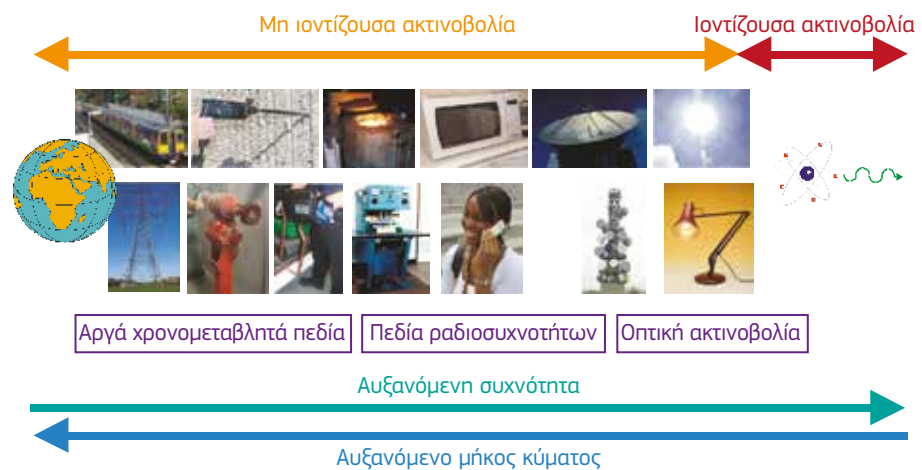 Μη ιοντίζουσα ακτινοβολία
Ιοντίζουσα ακτινοβολία
Αργά χρονομεταβλητά πεδία
Πεδία ραδιοσυχνοτήτων
Οπτική ακτινοβολία
Αυξανόμενη συχνότητα
Αυξανόμενο μήκος κύματος